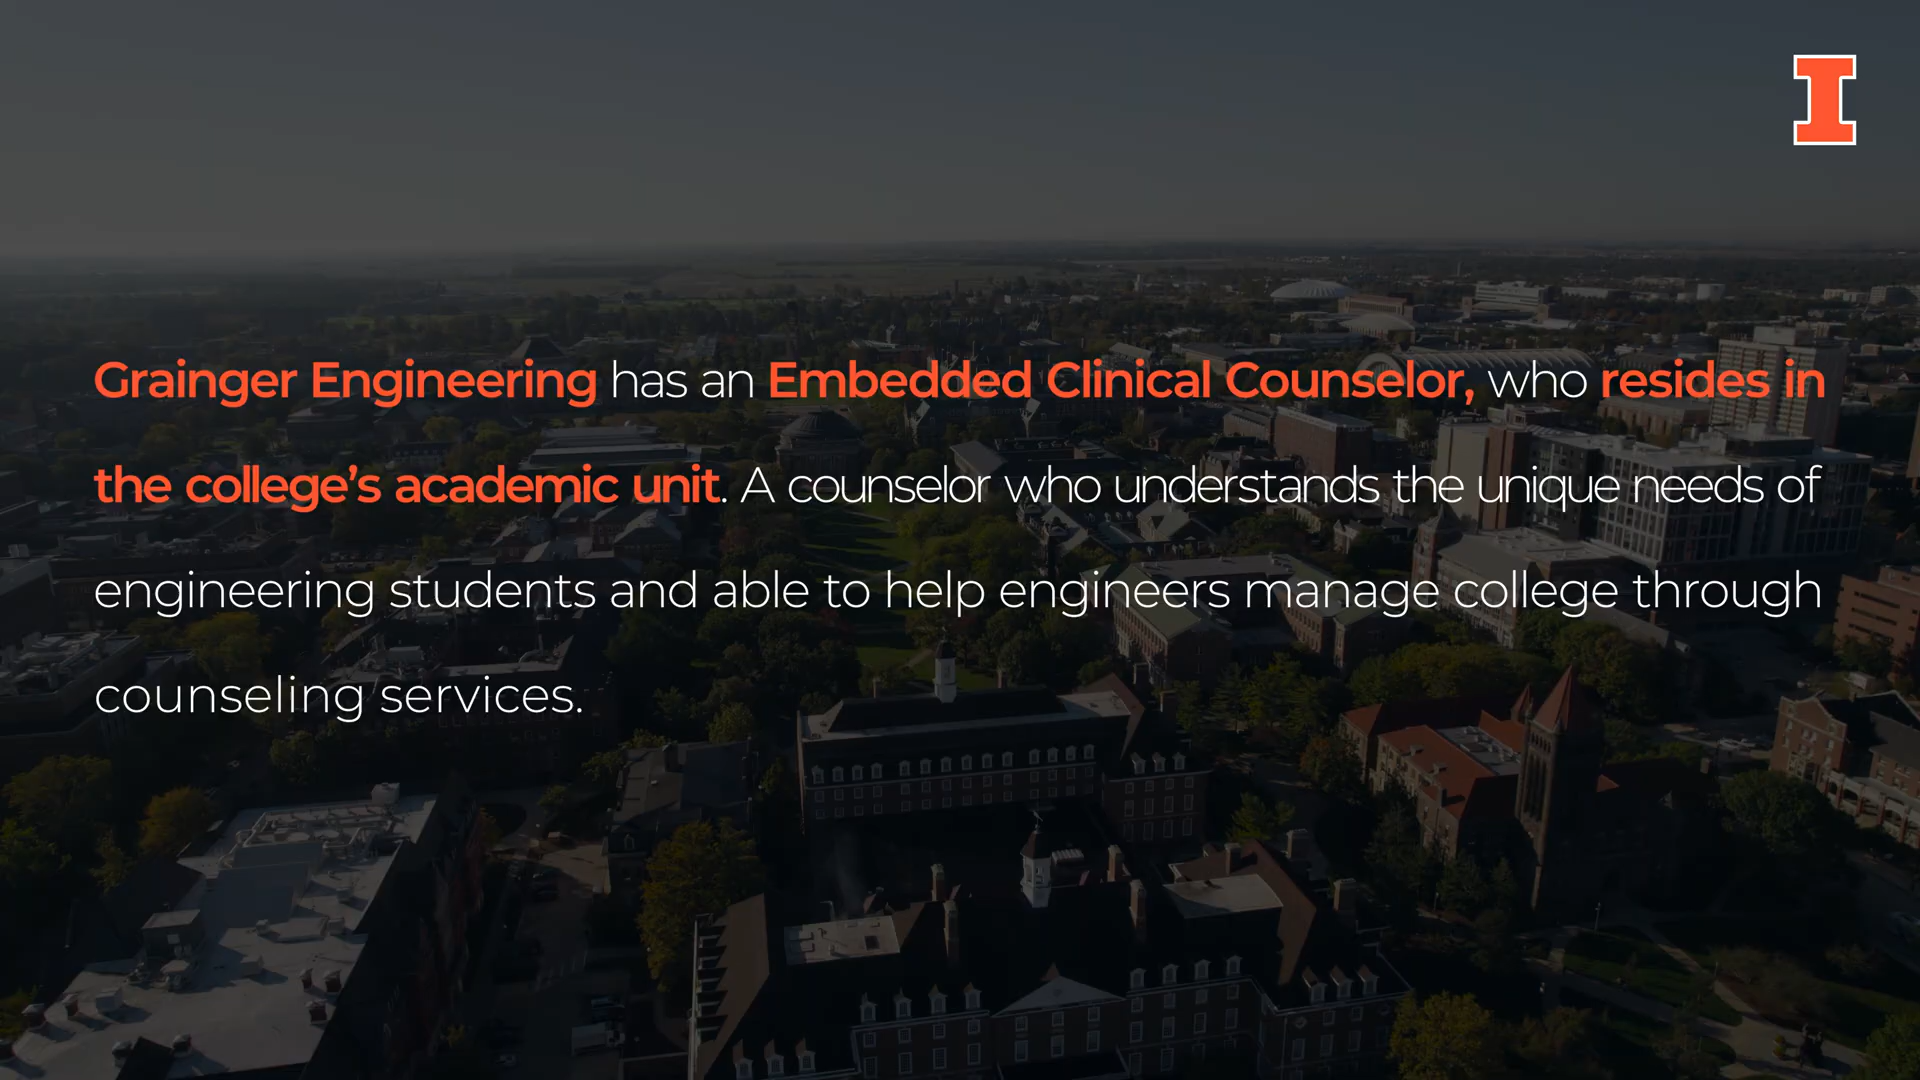 I
Grainger Engineering has an Embedded Clinical Counselor, who resides in
the college’s academic unit. A counselor who understands the unique needs of
engineering students and able to help engineers manage college through
counseling services.